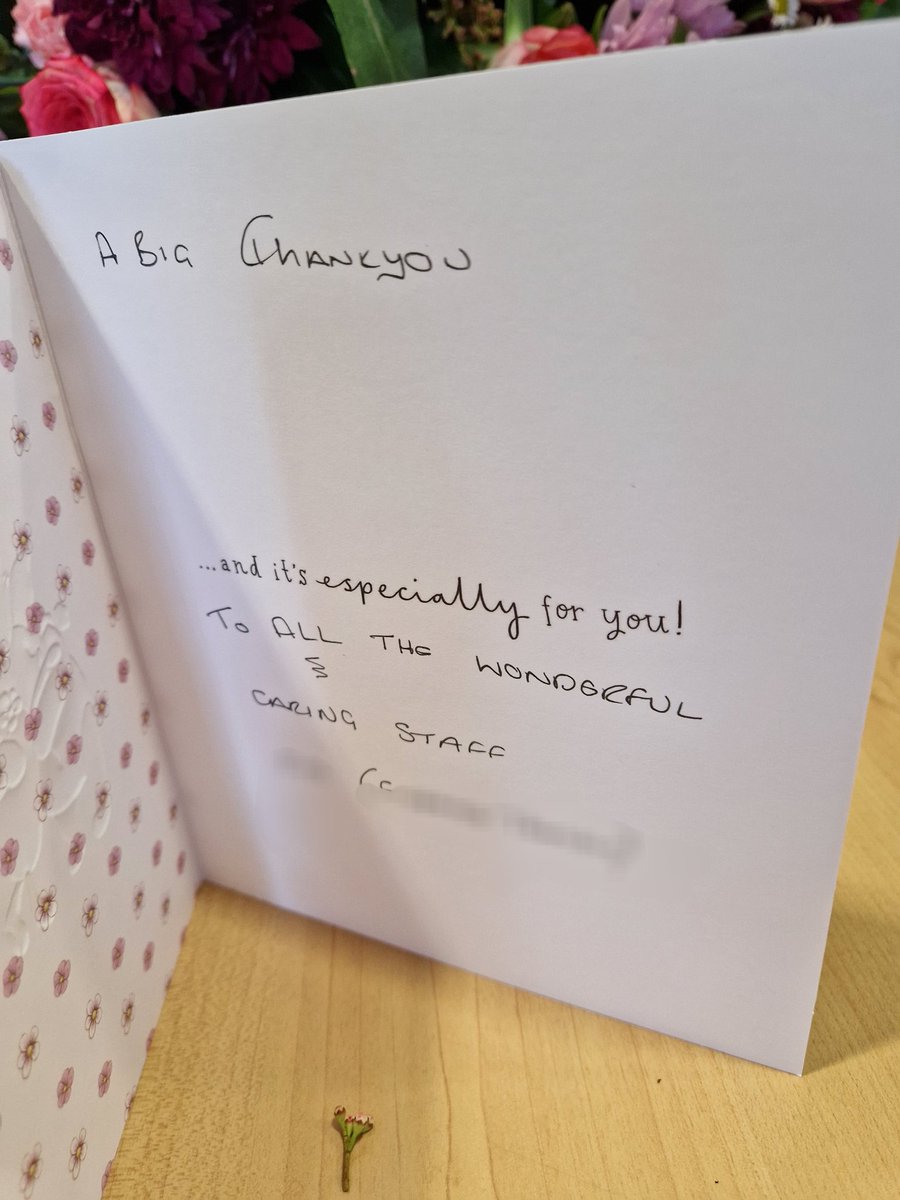 A BIG THANKYOU
...and it's especially for you!
TO ALL THE WONDERFUL
&
CARING STAFF